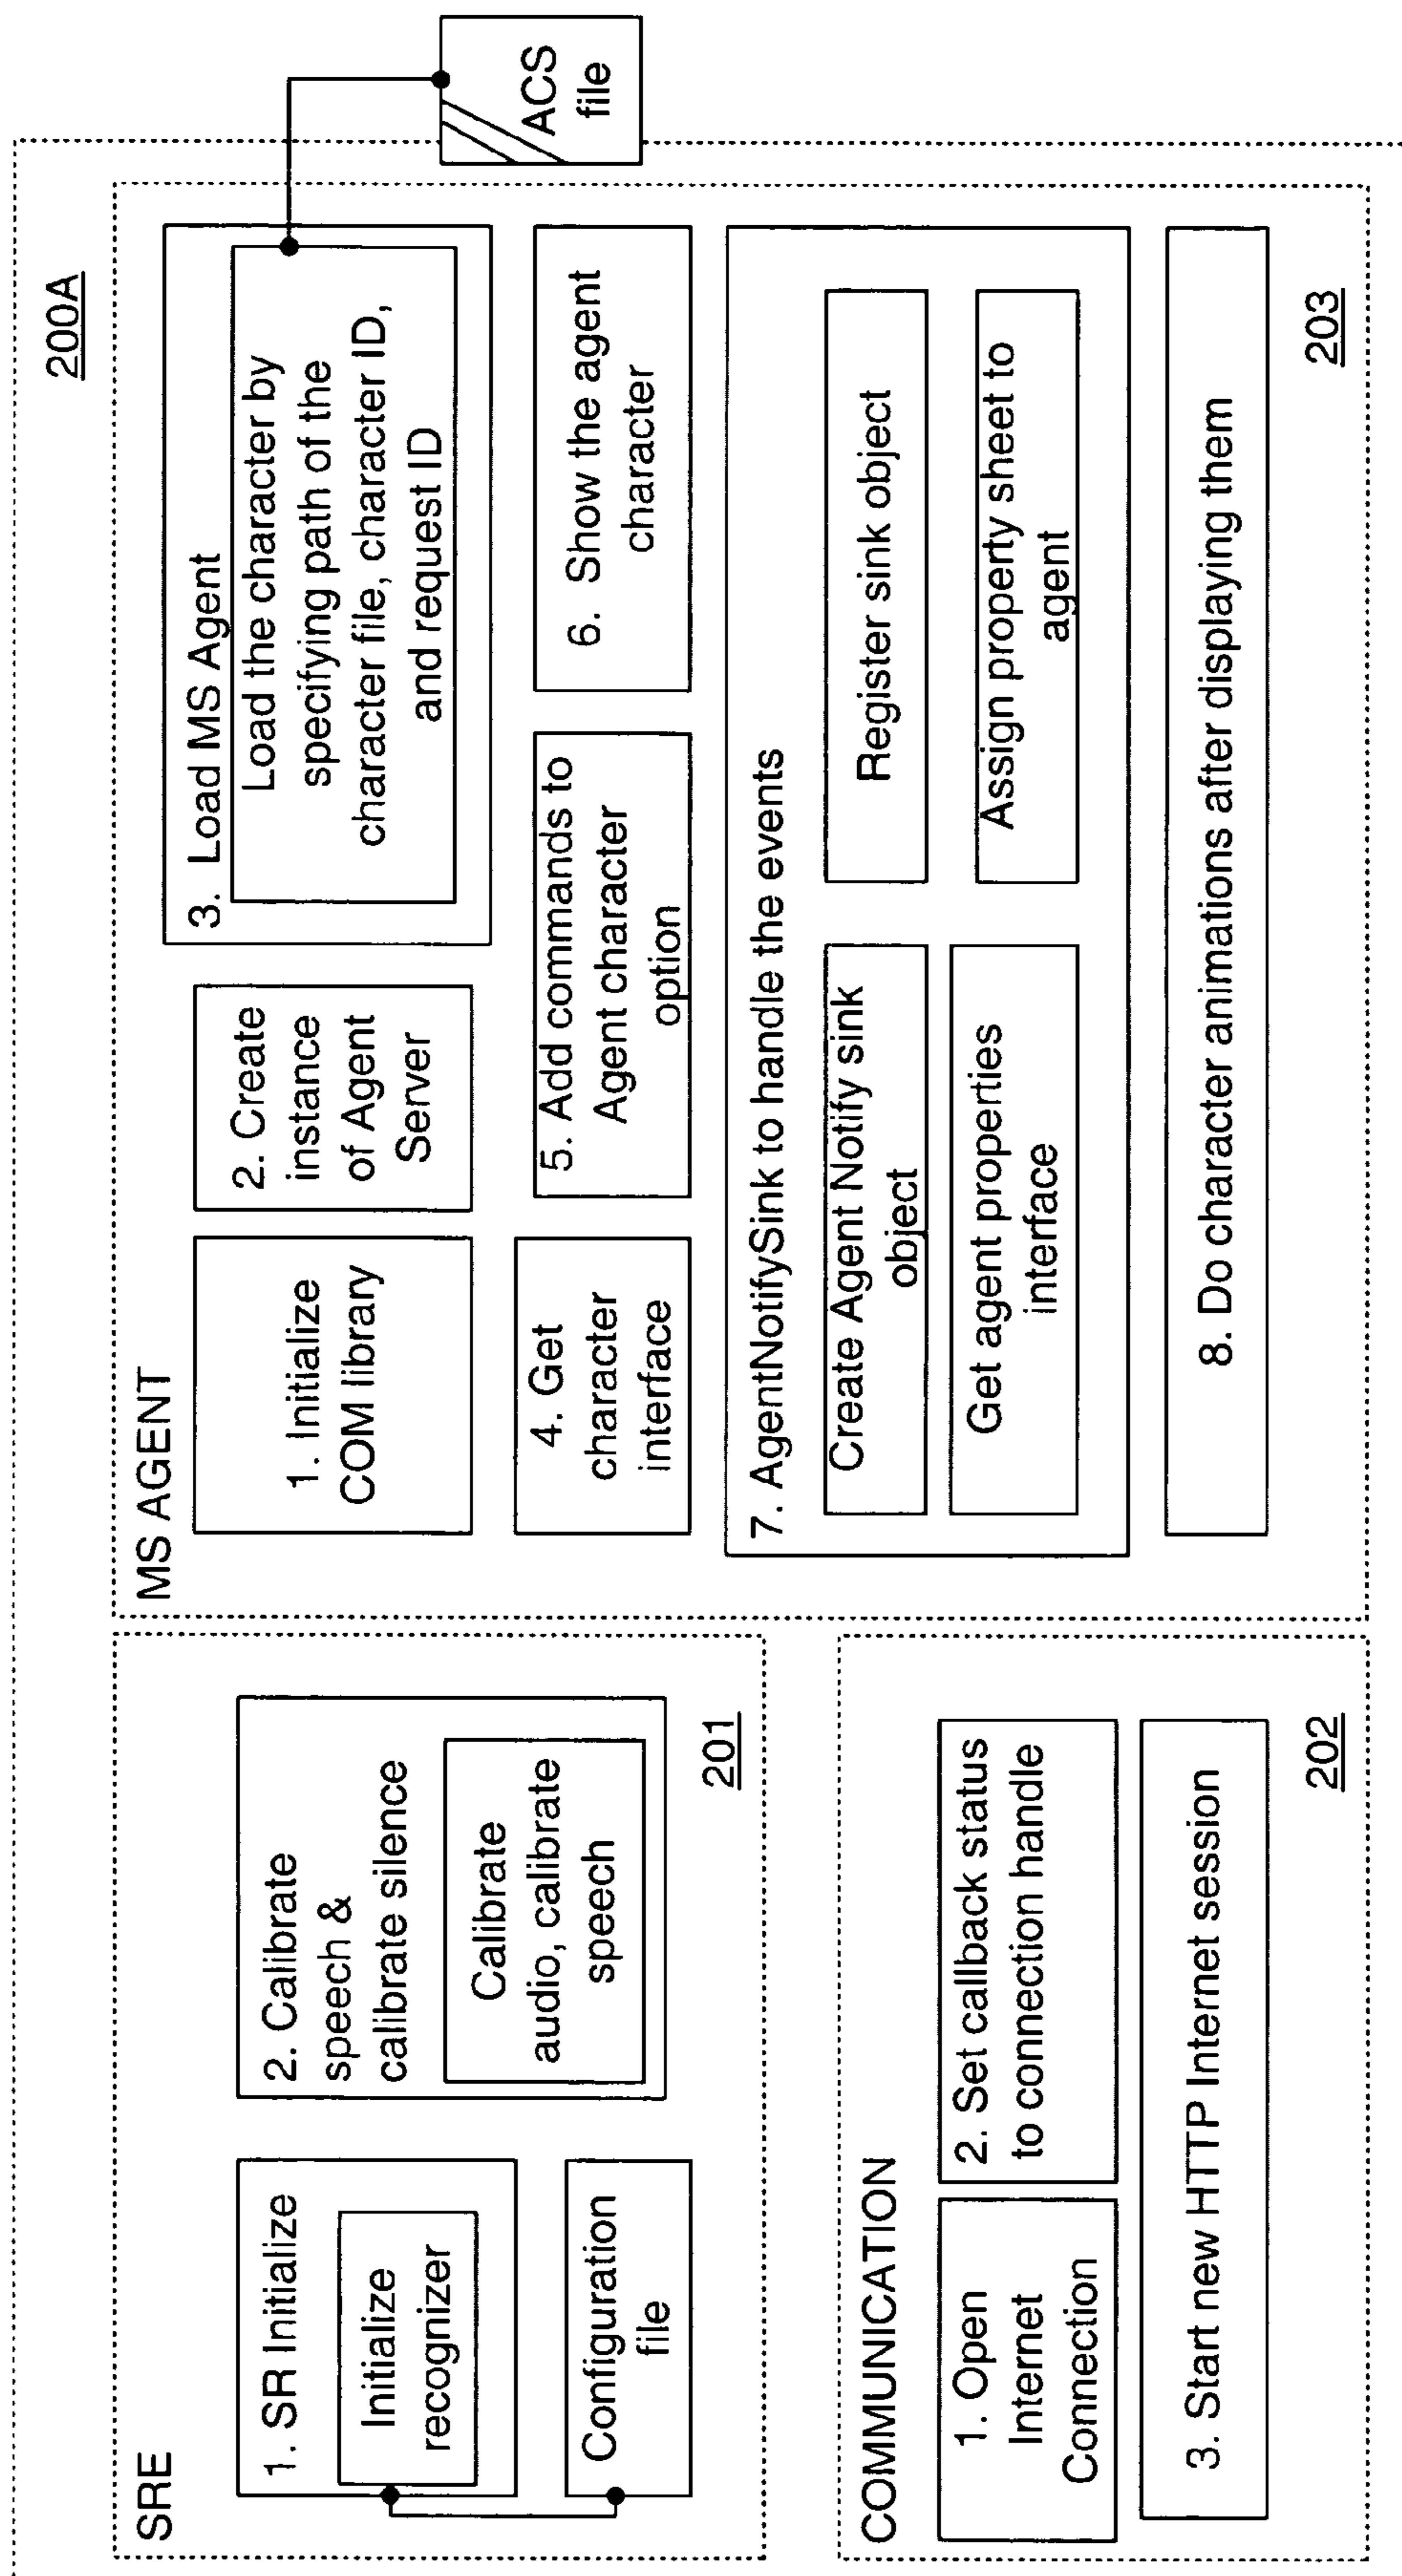 200A
SRE
1. SR Initialize
Initialize
recognizer
Configuration
file
2. Calibrate
speech &
calibrate silence
Calibrate
audio, calibrate
speech
201
COMMUNICATION
1. Open
Internet
Connection
2. Set callback status
to connection handle
3. Start new HTTP Internet session
202
MS AGENT
1. Initialize
COM library
2. Create
instance
of Agent
Server
3. Load MS Agent
Load the character by
specifying path of the
character file, character ID,
and request ID
ACS
file
4. Get
character
interface
5. Add commands to
Agent character
option
6. Show the agent
character
7. AgentNotifySink to handle the events
Create Agent Notify sink
object
Register sink object
Get agent properties
interface
Assign property sheet to
agent
8. Do character animations after displaying them
203